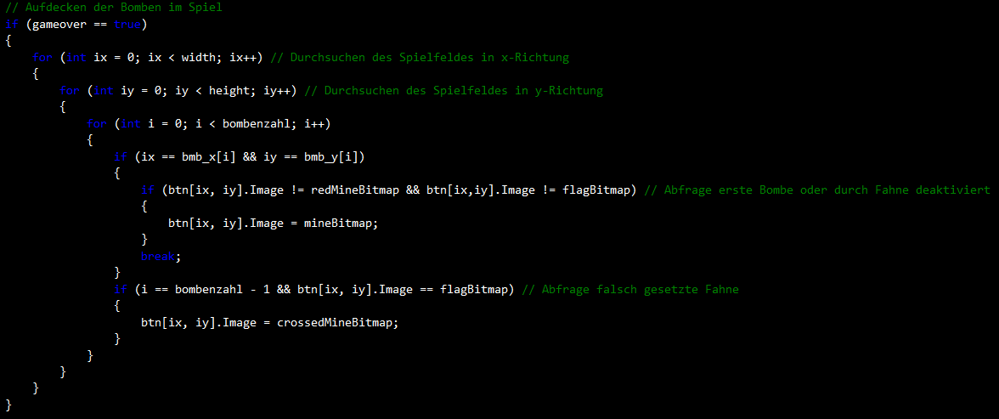 // Aufdecken der Bomben im Spiel
if (gameover == true)
{
    for (int ix = 0; ix < width; ix++) // Durchsuchen des Spielfeldes in x-Richtung
    {
        for (int iy = 0; iy < height; iy++) // Durchsuchen des Spielfeldes in y-Richtung
        {
            for (int i = 0; i < bombenzahl; i++)
            {
                if (ix == bmb_x[i] && iy == bmb_y[i])
                {
                    if (btn[ix, iy].Image != redMineBitmap && btn[ix,iy].Image != flagBitmap) // Abfrage erste Bombe oder durch Fahne deaktiviert
                    {
                        btn[ix, iy].Image = mineBitmap;
                    }
                    break;
                }
                if (i == bombenzahl - 1 && btn[ix, iy].Image == flagBitmap) // Abfrage falsch gesetzte Fahne
                {
                    btn[ix, iy].Image = crossedMineBitmap;
                }
            }
        }
    }
}